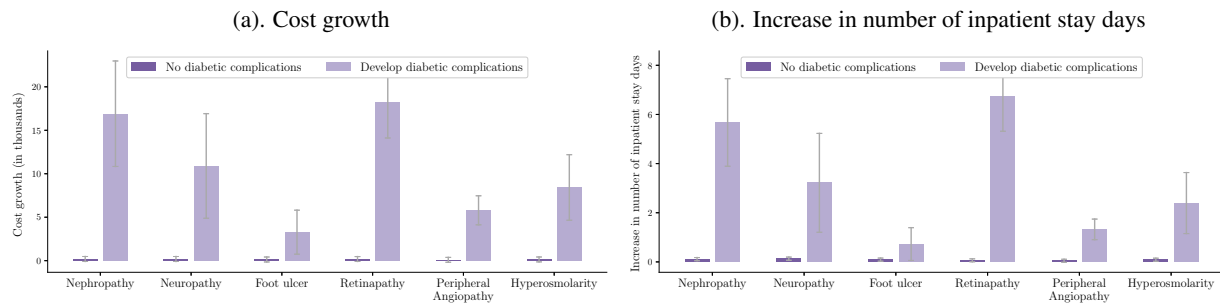 (a). Cost growth
No diabetic complications
Develop diabetic complications
Cost growth (in thousands)
20
15
10
5
0
Nephropathy
Neuropathy
Foot ulcer
Retinapathy
Peripheral
Angiopathy
Hyperosmolarity
(b). Increase in number of inpatient stay days
No diabetic complications
Develop diabetic complications
Increase in number of inpatient stay days
8
6
4
2
0
Nephropathy
Neuropathy
Foot ulcer
Retinapathy
Peripheral
Angiopathy
Hyperosmolarity